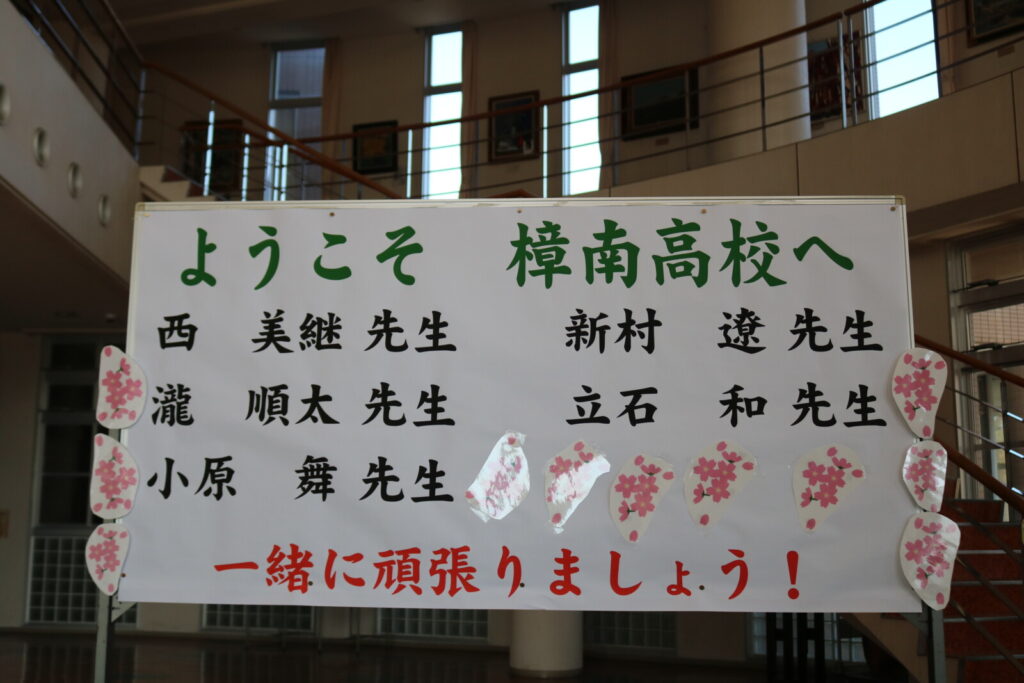 ようこそ 樟南高校へ
西 美継 先生 新村 遼 先生
瀧 順太 先生 立石 和 先生
小原 舞 先生
一緒に頑張りましょう!